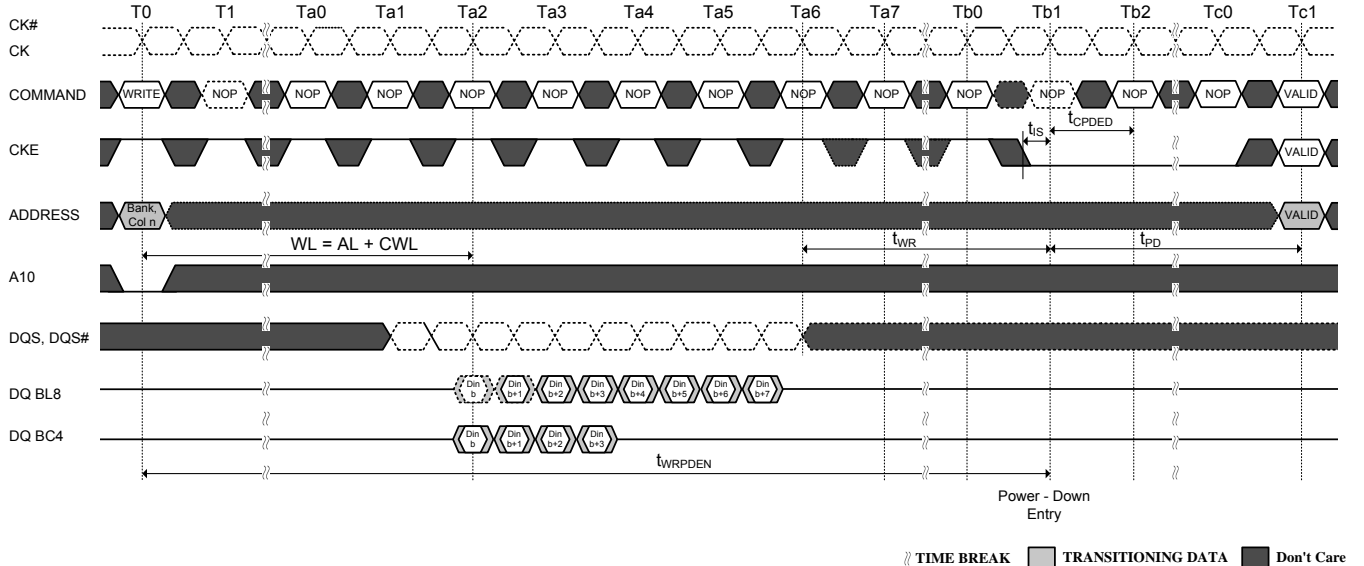 T0 T1 Ta0 Ta1 Ta2 Ta3 Ta4 Ta5 Ta6 Ta7 Tb0 Tb1 Tb2 Tc0 Tc1
CK#
CK
COMMAND WRITE NOP NOP NOP NOP NOP NOP NOP NOP NOP NOP NOP NOP NOP VALID
tIS tCPDED
CKE VALID
ADDRESS Bank, Col n VALID
WL = AL + CWL tWR tPD
A10
DQS, DQS#
DQ BL8 Din b Din b+1 Din b+2 Din b+3 Din b+4 Din b+5 Din b+6 Din b+7
DQ BC4 Din b Din b+1 Din b+2 Din b+3
tWRPDEN
Power - Down
Entry
TIME BREAK TRANSITIONING DATA Don't Care